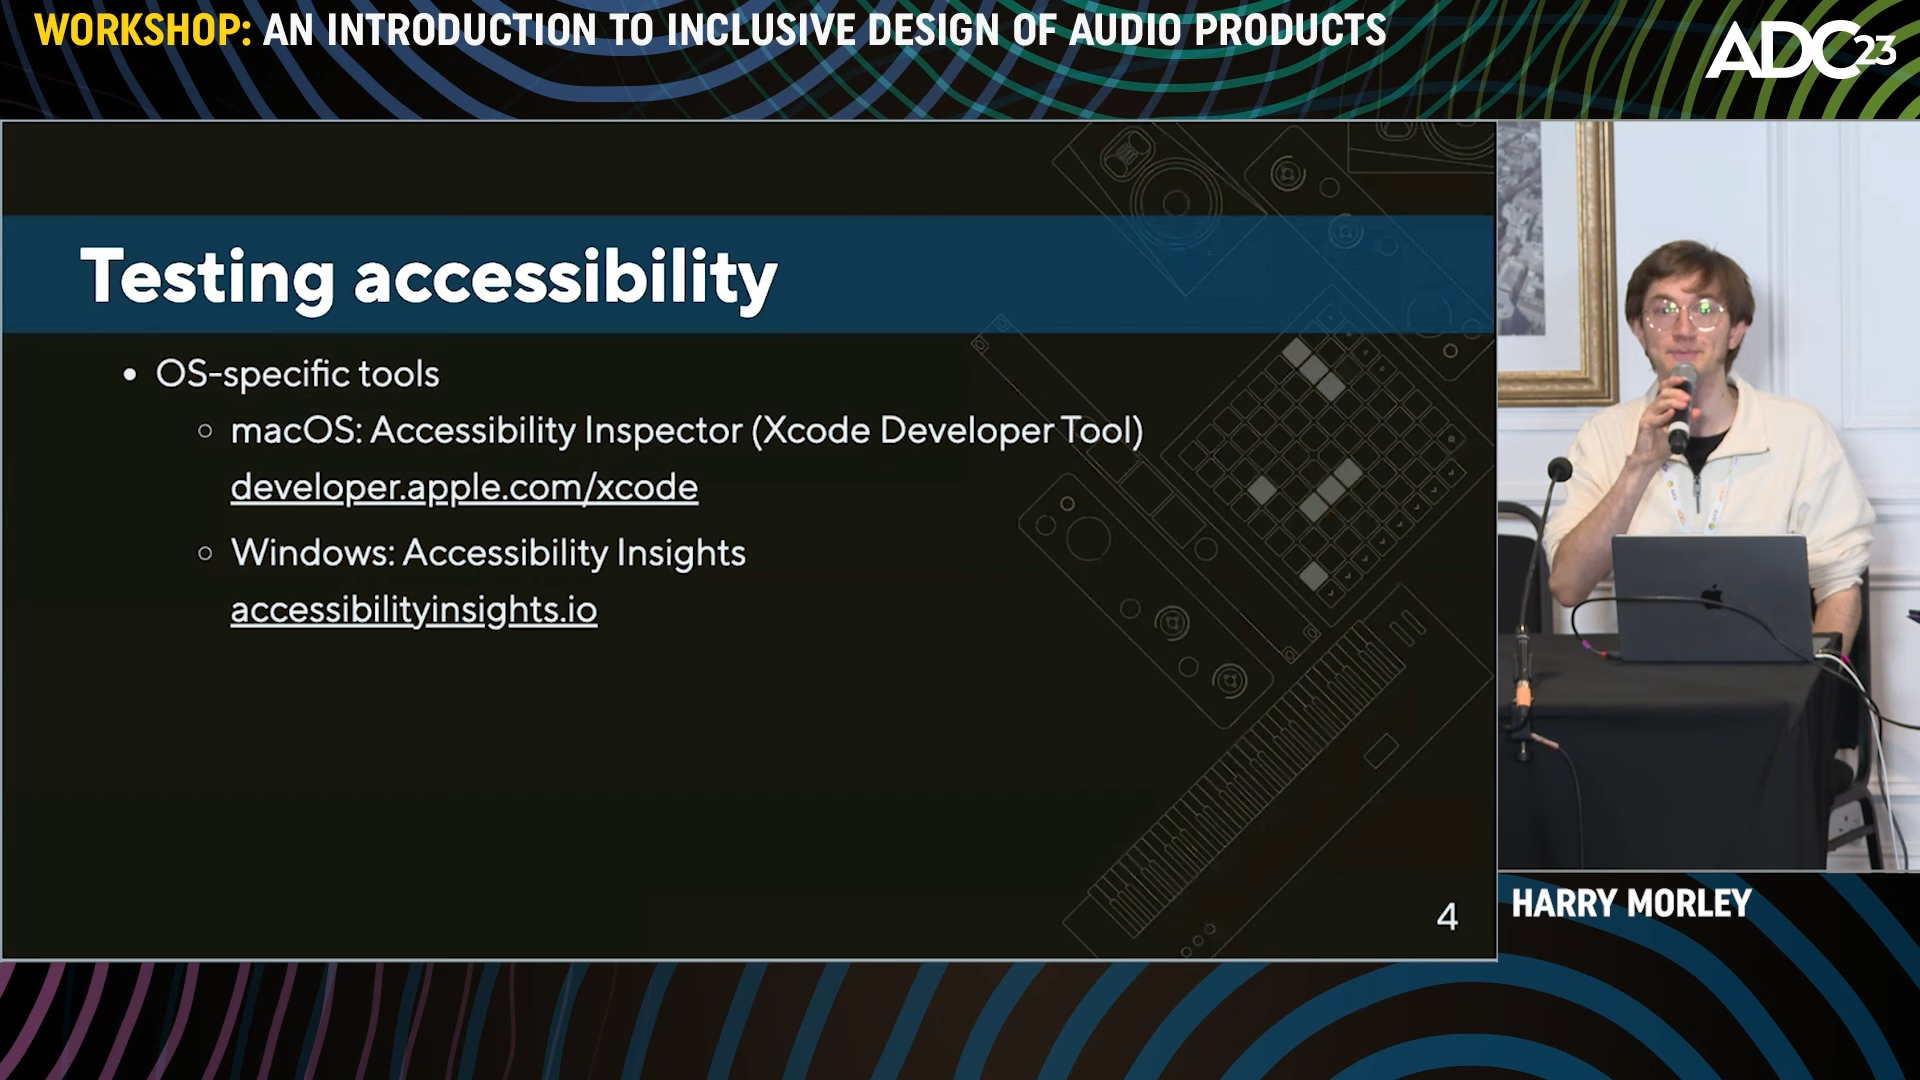 WORKSHOP: AN INTRODUCTION TO INCLUSIVE DESIGN OF AUDIO PRODUCTS
ADC23
Testing accessibility
• OS-specific tools
○ macOS: Accessibility Inspector (Xcode Developer Tool)
developer.apple.com/xcode
○ Windows: Accessibility Insights
accessibilityinsights.io
4
HARRY MORLEY